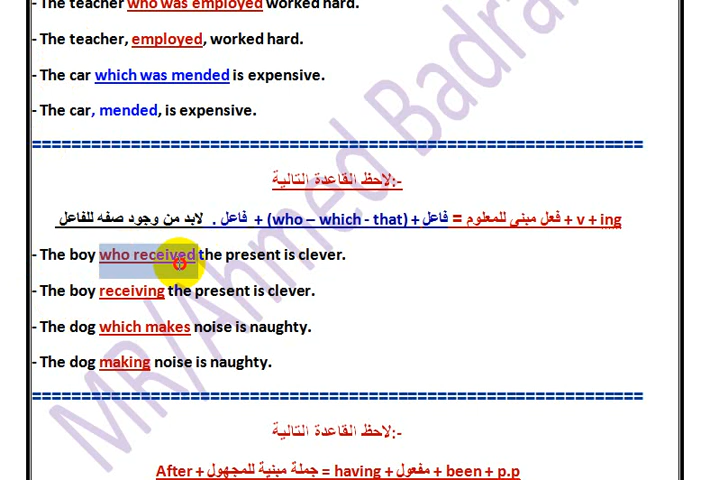 - The teacher who was employed worked hard.
- The teacher, employed, worked hard.
- The car which was mended is expensive.
- The car, mended, is expensive.
================================================
لاحظ القاعدة التالية:-
فاعل + (who – which - that) + فعل مبنى للمعلوم = فاعل + v + ing . لابد من وجود صفه للفاعل
- The boy who received the present is clever.
- The boy receiving the present is clever.
- The dog which makes noise is naughty.
- The dog making noise is naughty.
================================================
لاحظ القاعدة التالية:-
After + جملة مبنية للمجهول = having + مفعول + been + p.p
MR/Ahmed Badra